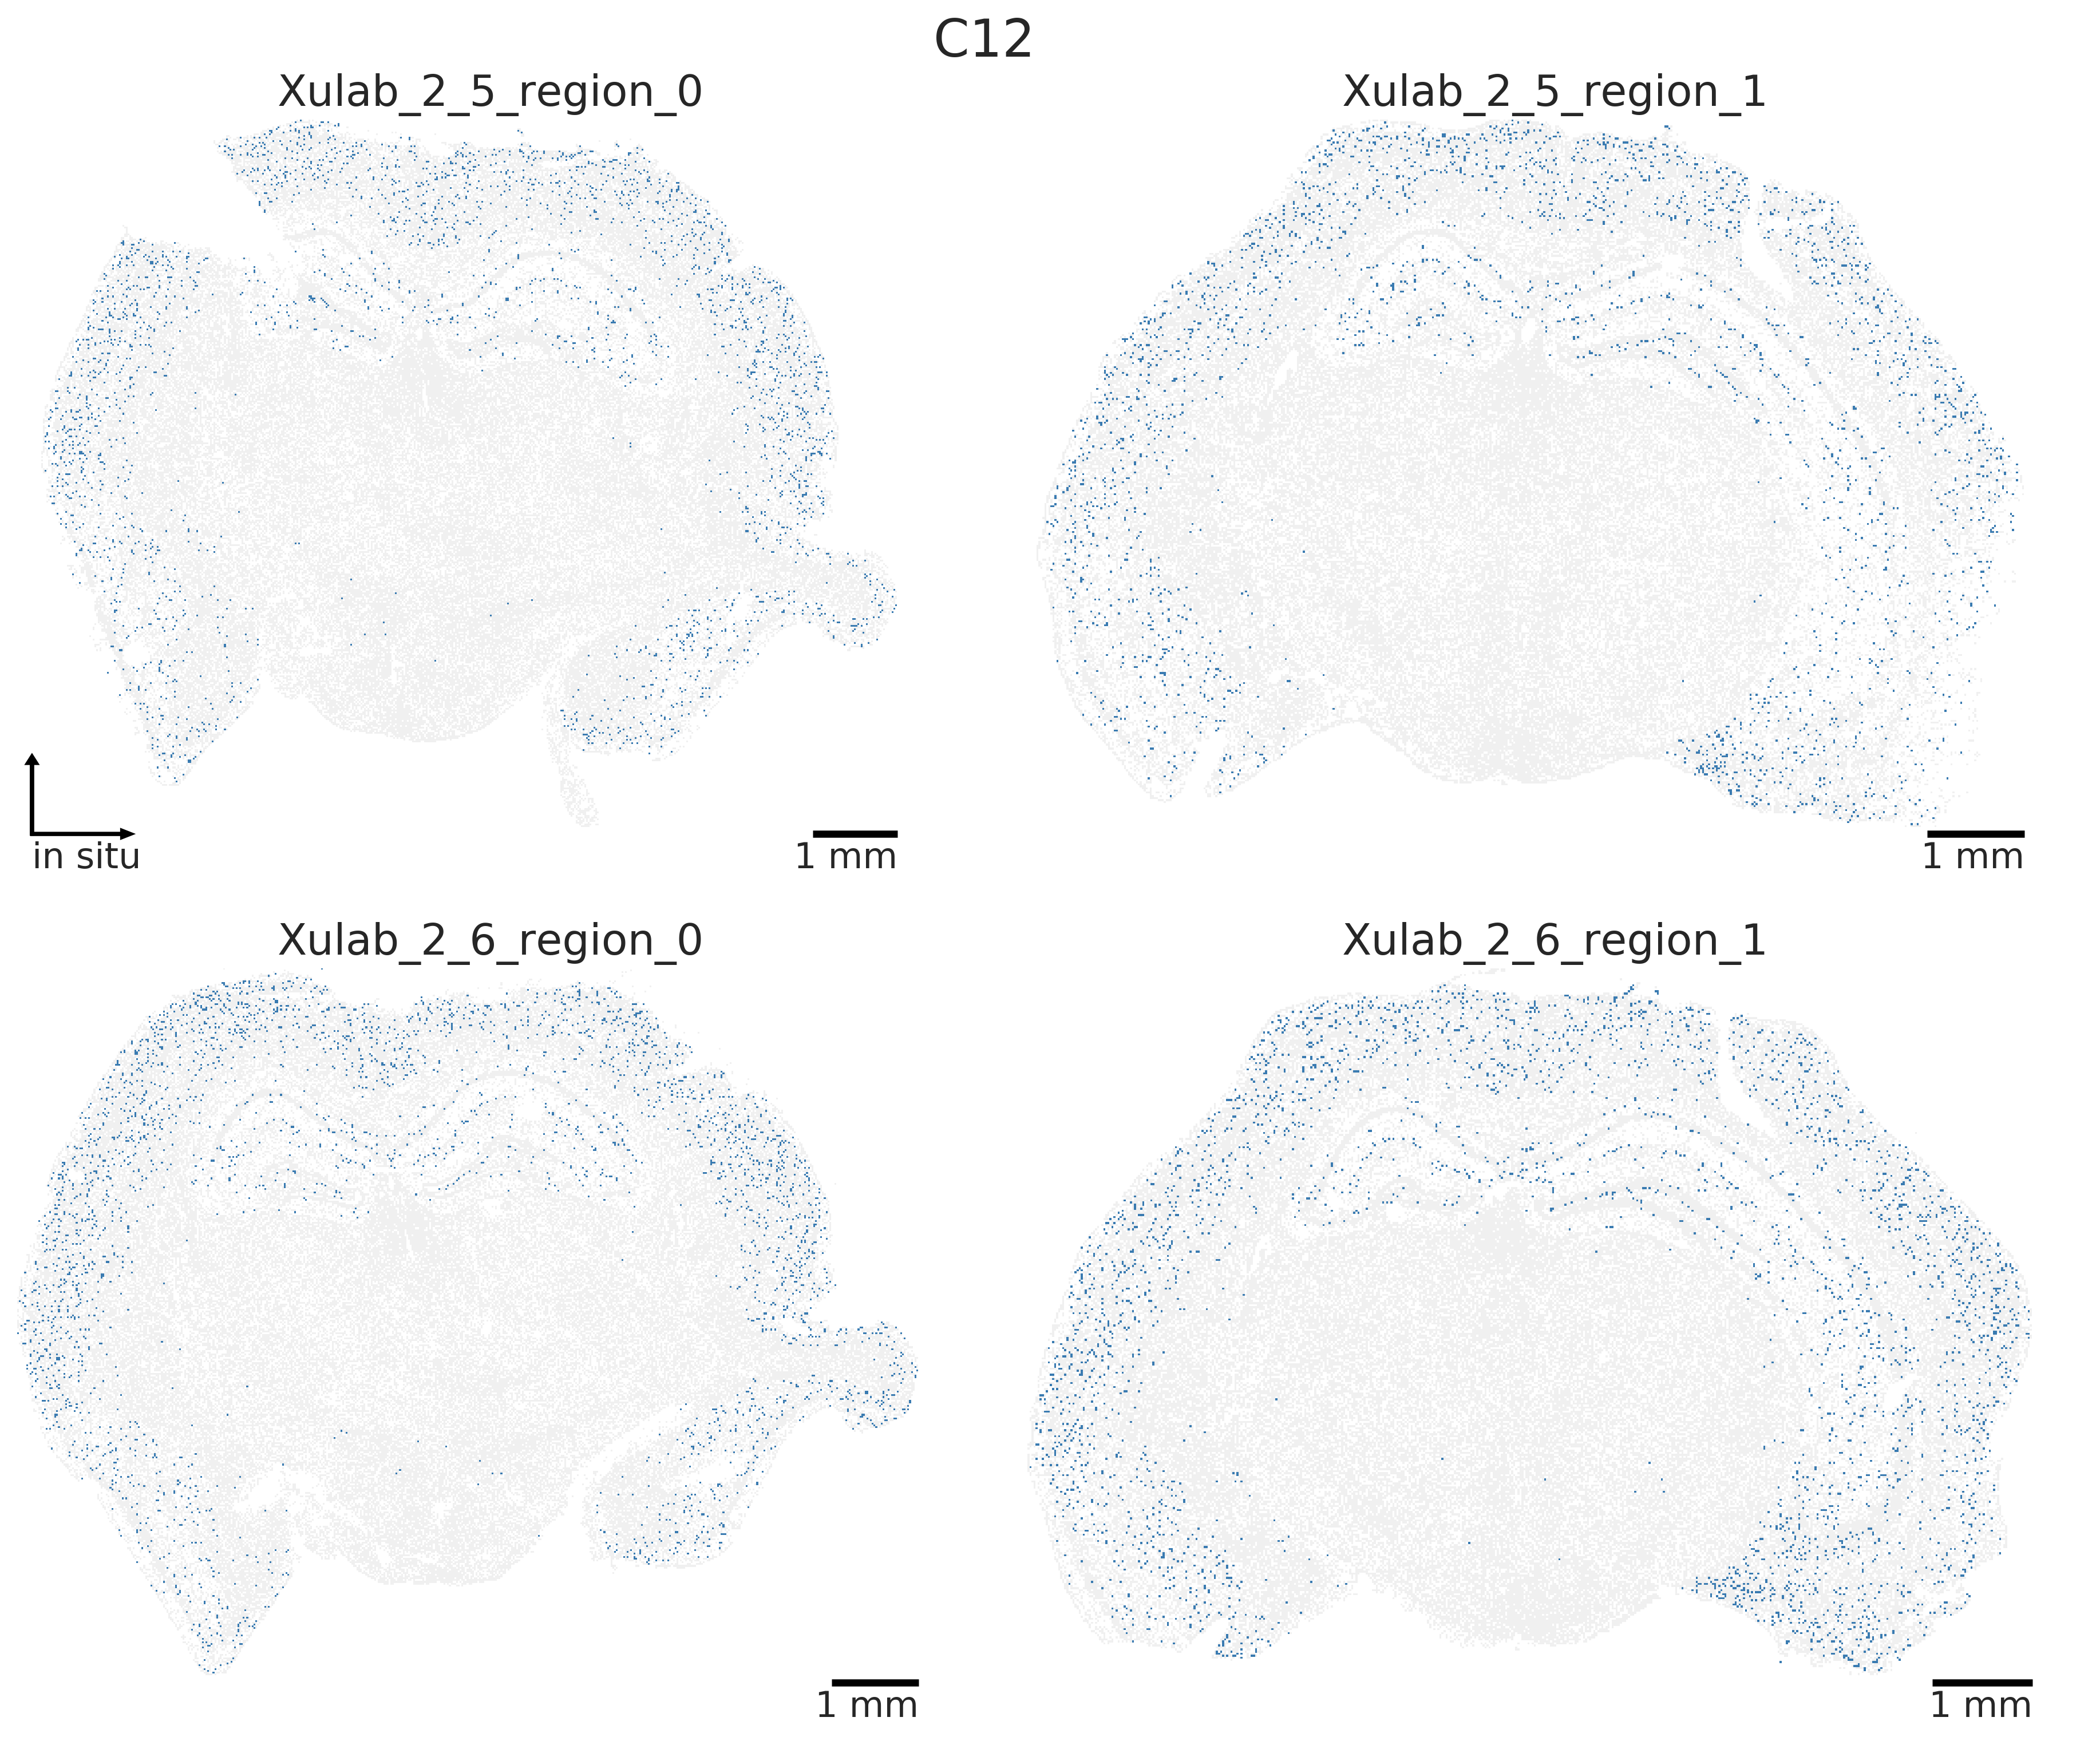 C12
Xulab_2_5_region_0
Xulab_2_5_region_1
in situ
1 mm
1 mm
Xulab_2_6_region_0
Xulab_2_6_region_1
1 mm
1 mm